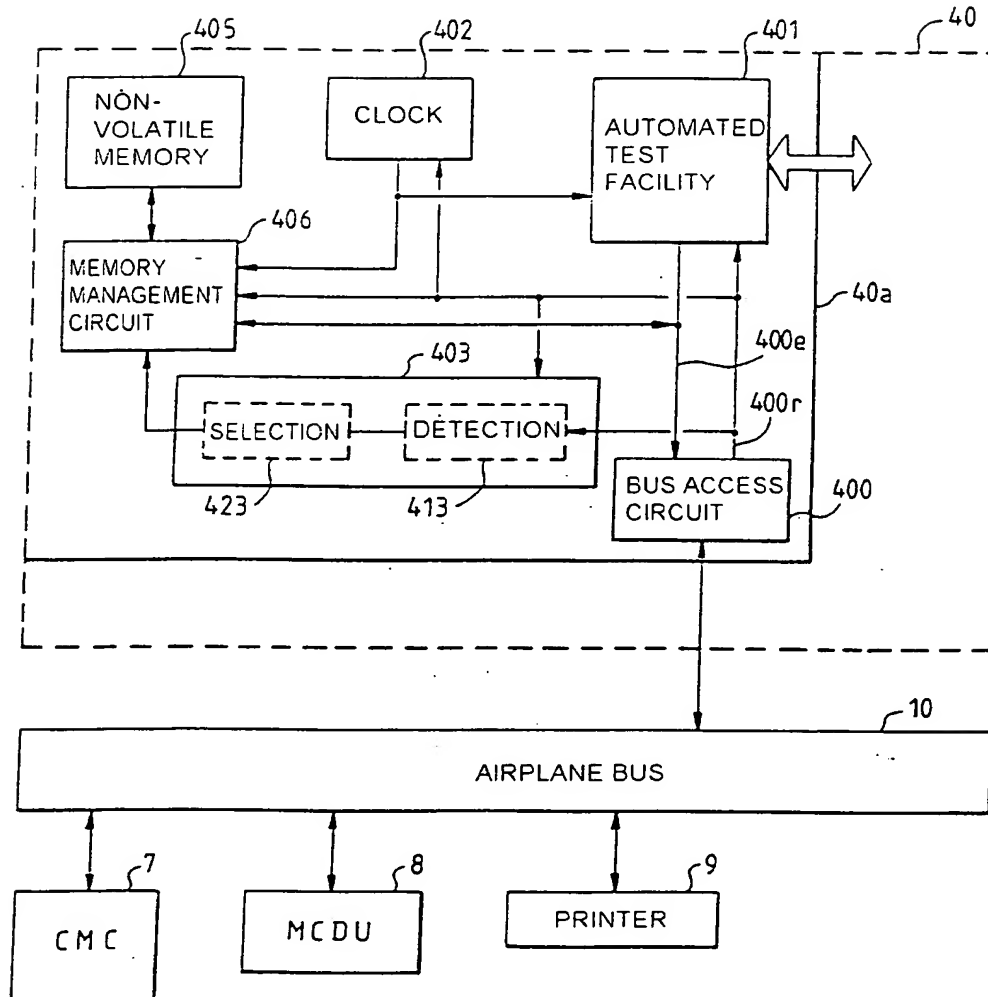 405
402
401
40
NON-
VOLATILE
MEMORY
CLOCK
AUTOMATED
TEST
FACILITY
406
MEMORY
MANAGEMENT
CIRCUIT
40a
403
400e
400r
SELECTION
DETECTION
423
413
BUS ACCESS
CIRCUIT
400
10
AIRPLANE BUS
7
8
9
CMC
MCDU
PRINTER